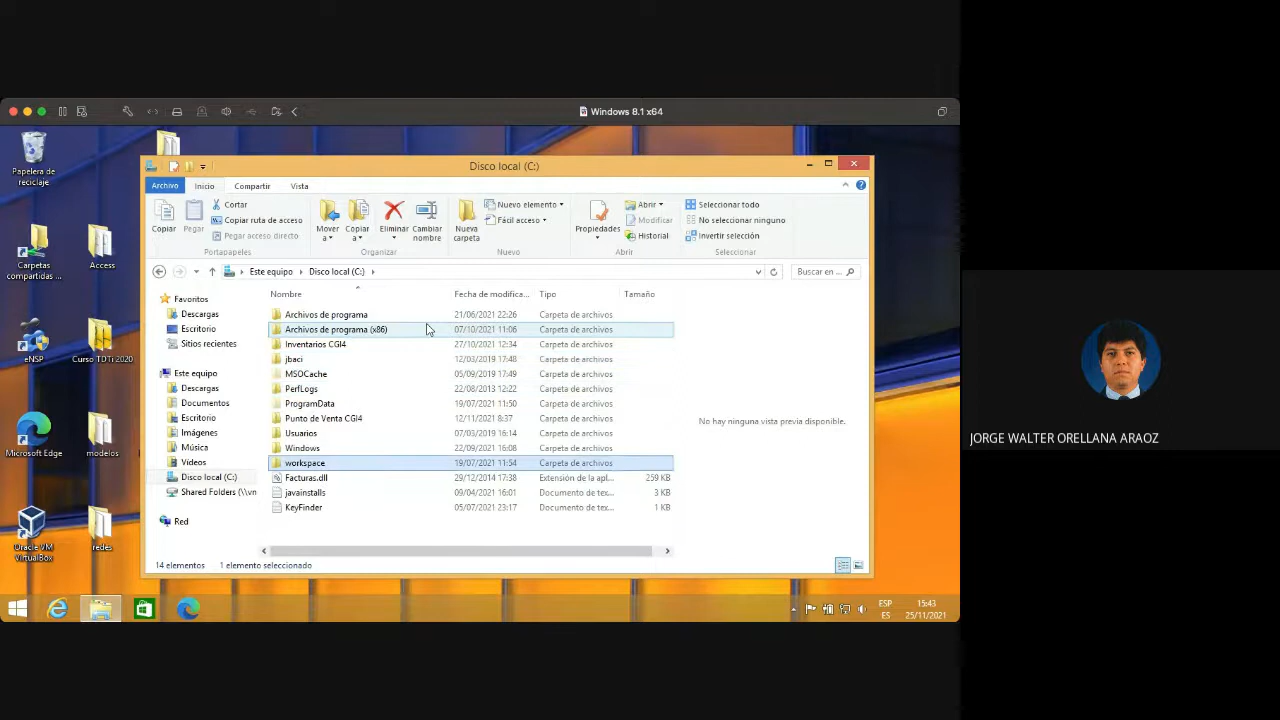 Windows 8.1 x64
Papelera de
reciclaje
Carpetas
compartidas ...
Access
eNSP
Curso TDTi 2020
Microsoft Edge
modelos
Oracle VM
VirtualBox
redes
Disco local (C:)
Archivo
Inicio
Compartir
Vista
Copiar
Pegar
Cortar
Copiar ruta de acceso
Pegar acceso directo
Portapapeles
Mover
a
Copiar
a
Eliminar
Cambiar
nombre
Organizar
Nueva
carpeta
Nuevo elemento
Fácil acceso
Nuevo
Propiedades
Abrir
Modificar
Historial
Abrir
Seleccionar todo
No seleccionar ninguno
Invertir selección
Seleccionar
Este equipo
Disco local (C:)
Buscar en ...
Favoritos
Descargas
Escritorio
Sitios recientes
Este equipo
Descargas
Documentos
Escritorio
Imágenes
Música
Vídeos
Disco local (C:)
Shared Folders (\\vn
Red
Nombre Fecha de modifica... Tipo Tamaño
Archivos de programa 21/06/2021 22:26 Carpeta de archivos
Archivos de programa (x86) 07/10/2021 11:06 Carpeta de archivos
Inventarios CGI4 27/10/2021 12:34 Carpeta de archivos
jbaci 12/03/2019 17:48 Carpeta de archivos
MSOCache 05/09/2019 17:49 Carpeta de archivos
PerfLogs 22/08/2013 12:22 Carpeta de archivos
ProgramData 19/07/2021 11:50 Carpeta de archivos
Punto de Venta CGI4 12/11/2021 8:37 Carpeta de archivos
Usuarios 07/03/2019 16:14 Carpeta de archivos
Windows 22/09/2021 16:08 Carpeta de archivos
workspace 19/07/2021 11:54 Carpeta de archivos
Facturas.dll 29/12/2014 17:38 Extensión de la apl... 259 KB
javainstalls 09/04/2021 16:01 Documento de tex... 3 KB
KeyFinder 05/07/2021 23:17 Documento de tex... 1 KB
No hay ninguna vista previa disponible.
14 elementos 1 elemento seleccionado
ESP
ES
15:43
25/11/2021
JORGE WALTER ORELLANA ARAOZ